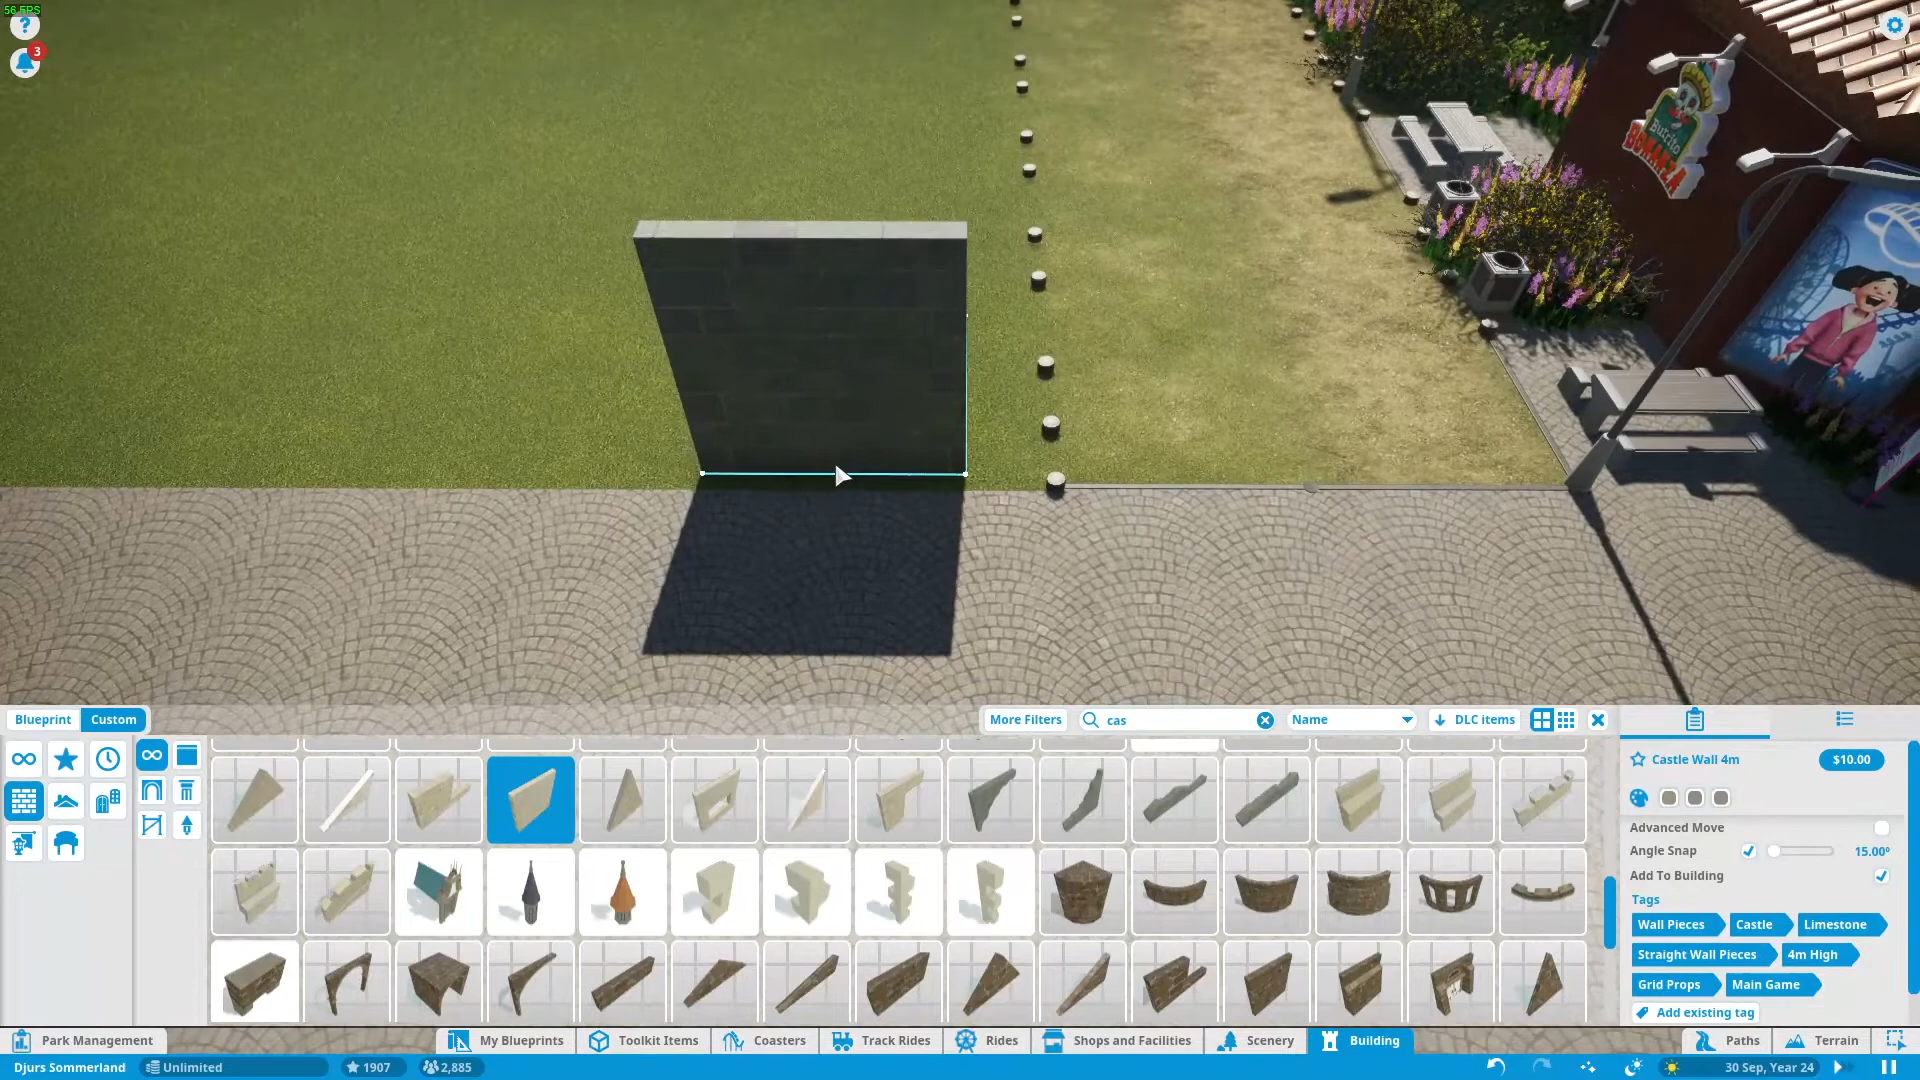 56 FPS
?
3
Burrito
BONANZA
Blueprint
Custom
More Filters
cas
Name
DLC items
Castle Wall 4m
$10.00
Advanced Move
Angle Snap
15.00º
Add To Building
Tags
Wall Pieces
Castle
Limestone
Straight Wall Pieces
4m High
Grid Props
Main Game
Add existing tag
Park Management
My Blueprints
Toolkit Items
Coasters
Track Rides
Rides
Shops and Facilities
Scenery
Building
Paths
Terrain
Djurs Sommerland
Unlimited
1907
2,885
30 Sep, Year 24